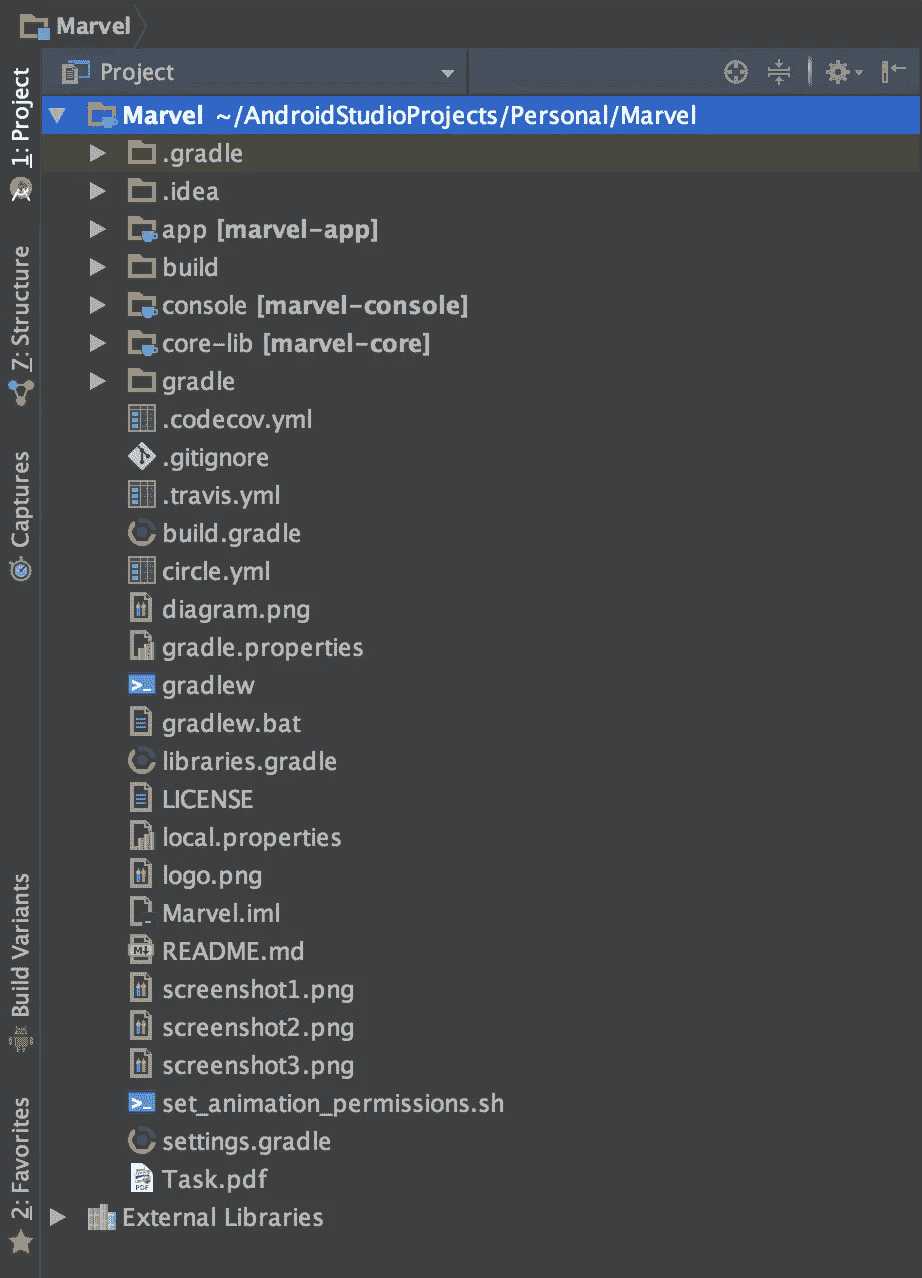 Marvel
Project
Marvel ~/AndroidStudioProjects/Personal/Marvel
.gradle
.idea
app [marvel-app]
build
console [marvel-console]
core-lib [marvel-core]
gradle
.codecov.yml
.gitignore
.travis.yml
build.gradle
circle.yml
diagram.png
gradle.properties
gradlew
gradlew.bat
libraries.gradle
LICENSE
local.properties
logo.png
Marvel.iml
README.md
screenshot1.png
screenshot2.png
screenshot3.png
set_animation_permissions.sh
settings.gradle
Task.pdf
External Libraries
1: Project
7: Structure
Captures
Build Variants
2: Favorites